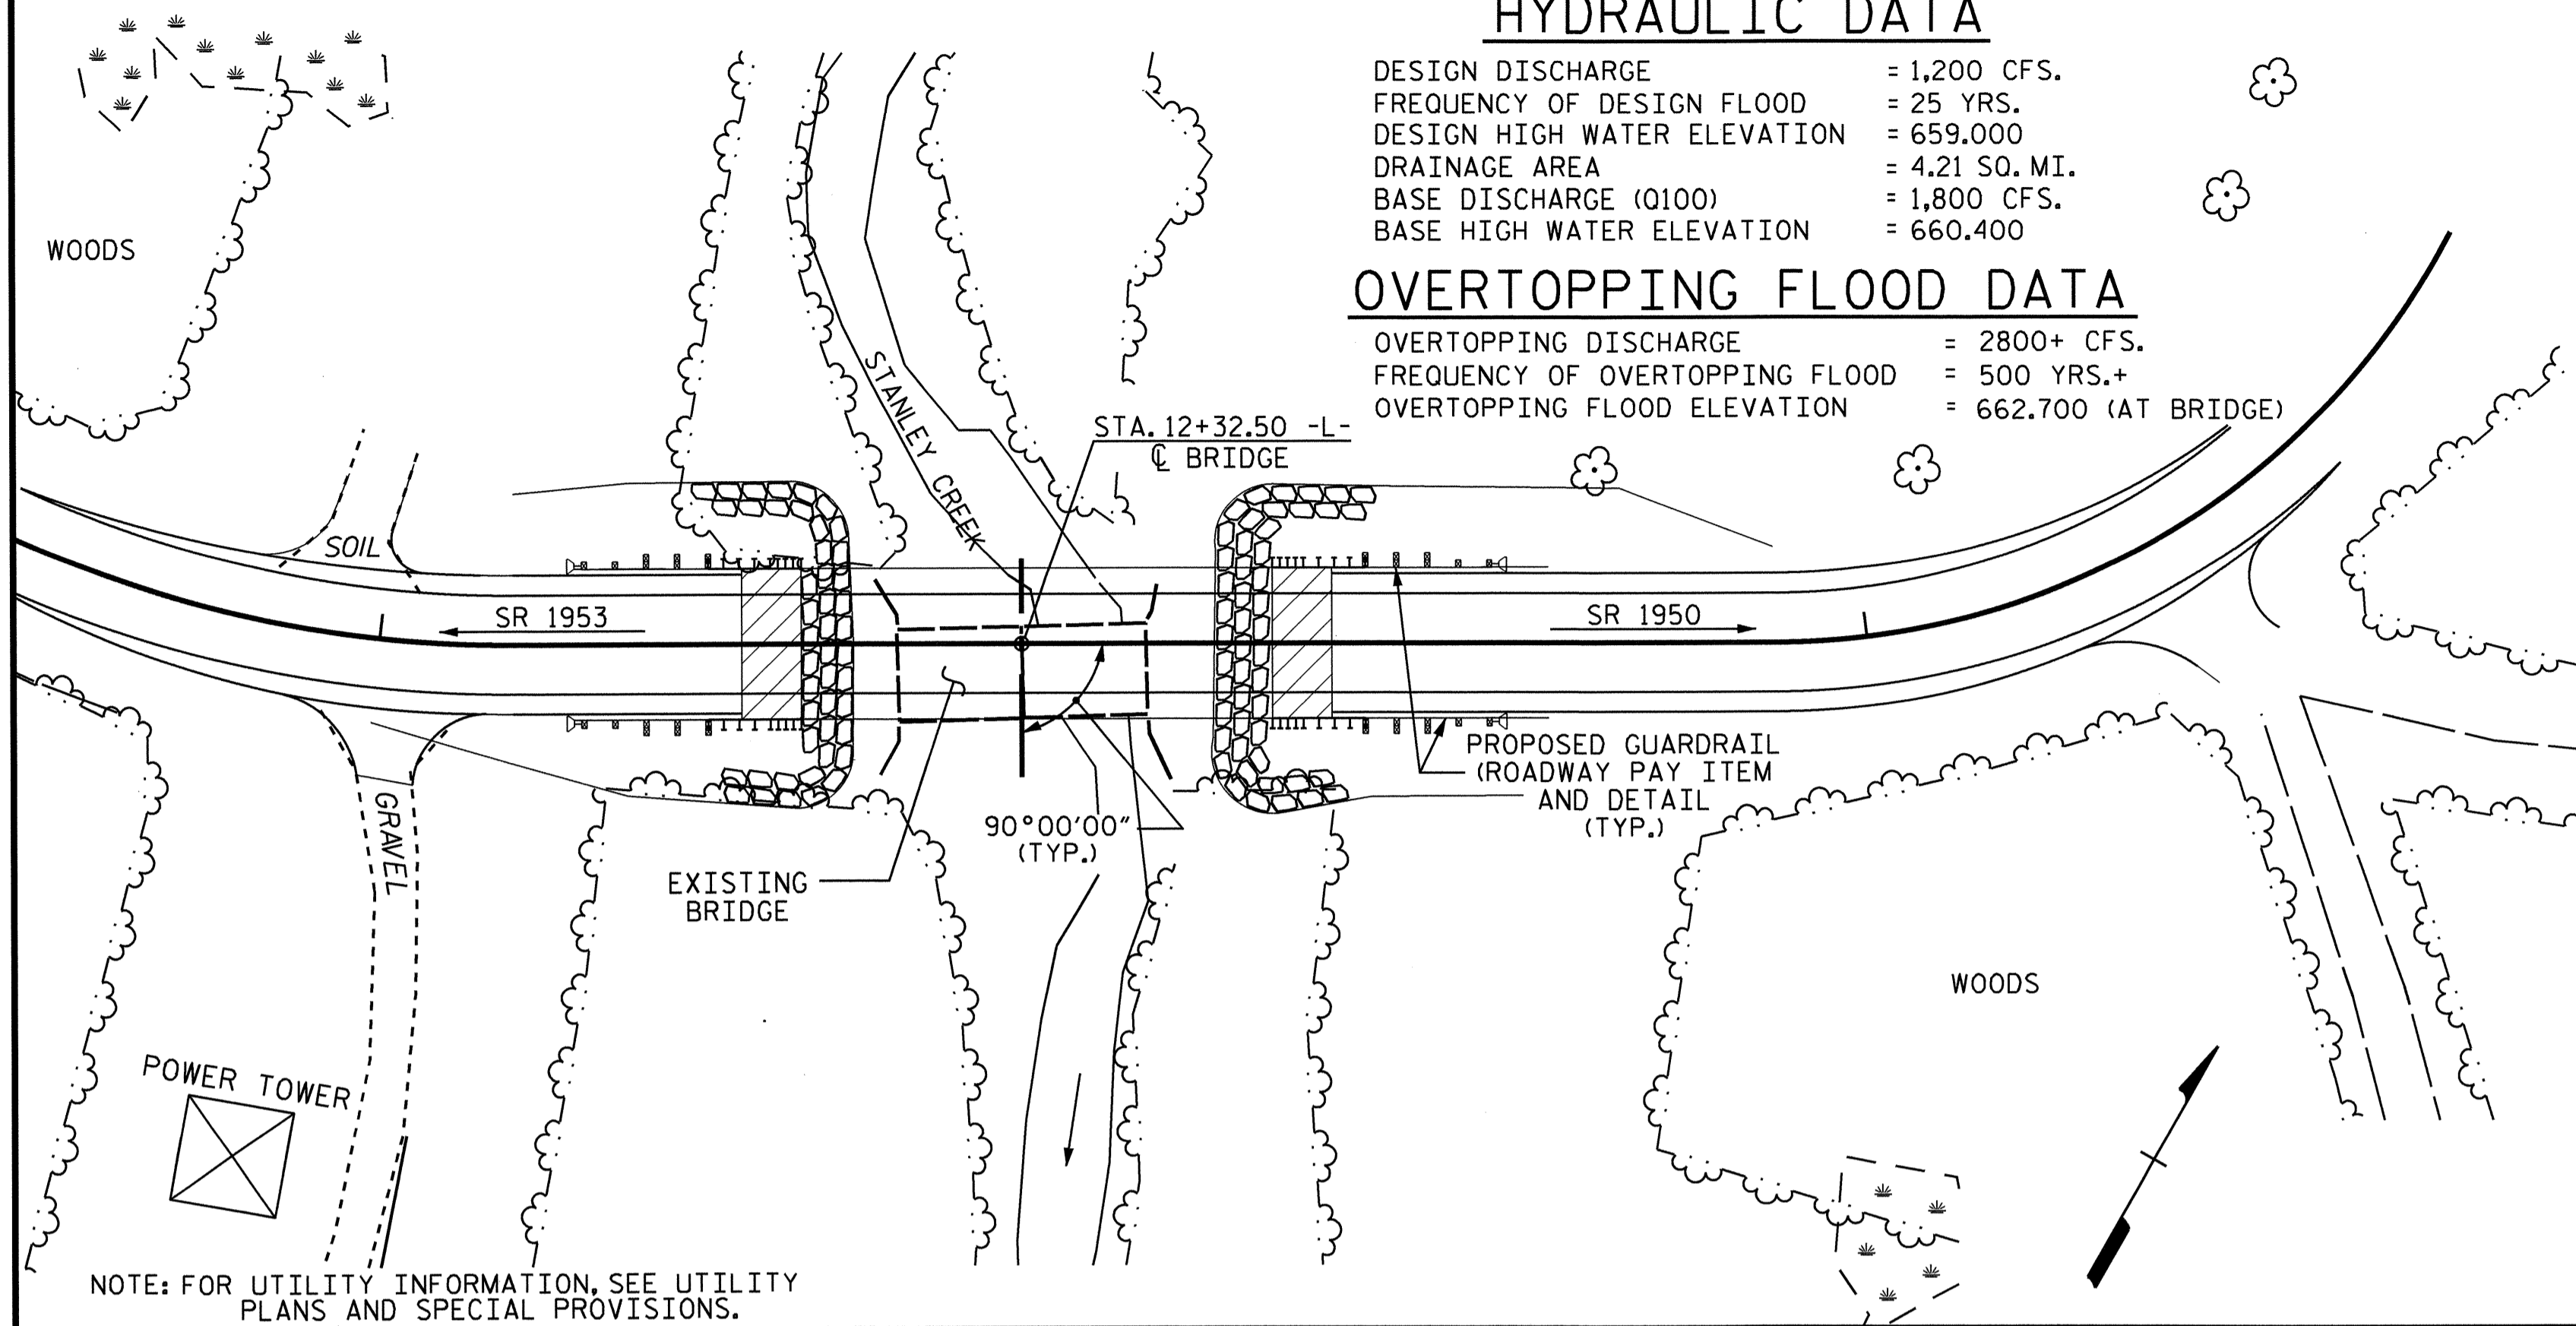 HYDRAULIC DATA
DESIGN DISCHARGE = 1,200 CFS.
FREQUENCY OF DESIGN FLOOD = 25 YRS.
DESIGN HIGH WATER ELEVATION = 659.000
DRAINAGE AREA = 4.21 SQ. MI.
BASE DISCHARGE (Q100) = 1,800 CFS.
BASE HIGH WATER ELEVATION = 660.400
OVERTOPPING FLOOD DATA
OVERTOPPING DISCHARGE = 2800+ CFS.
FREQUENCY OF OVERTOPPING FLOOD = 500 YRS.+
OVERTOPPING FLOOD ELEVATION = 662.700 (AT BRIDGE)
WOODS
STANLEY CREEK
STA. 12+32.50 -L-
℄ BRIDGE
SOIL
SR 1953
SR 1950
PROPOSED GUARDRAIL
(ROADWAY PAY ITEM
AND DETAIL
(TYP.)
90°00'00"
(TYP.)
GRAVEL
EXISTING
BRIDGE
WOODS
POWER TOWER
NOTE: FOR UTILITY INFORMATION, SEE UTILITY
PLANS AND SPECIAL PROVISIONS.